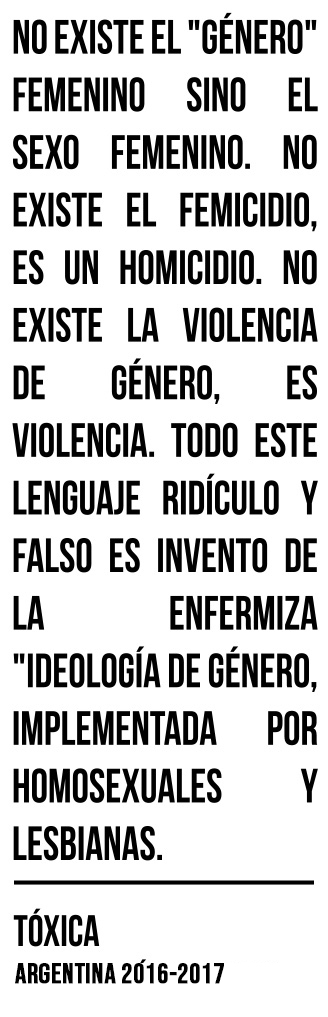 NO EXISTE EL "GÉNERO"
FEMENINO SINO EL
SEXO FEMENINO. NO
EXISTE EL FEMICIDIO,
ES UN HOMICIDIO. NO
EXISTE LA VIOLENCIA
DE GÉNERO, ES
VIOLENCIA. TODO ESTE
LENGUAJE RIDÍCULO Y
FALSO ES INVENTO DE
LA ENFERMIZA
"IDEOLOGÍA DE GÉNERO,
IMPLEMENTADA POR
HOMOSEXUALES Y
LESBIANAS.
TÓXICA
ARGENTINA 2016-2017